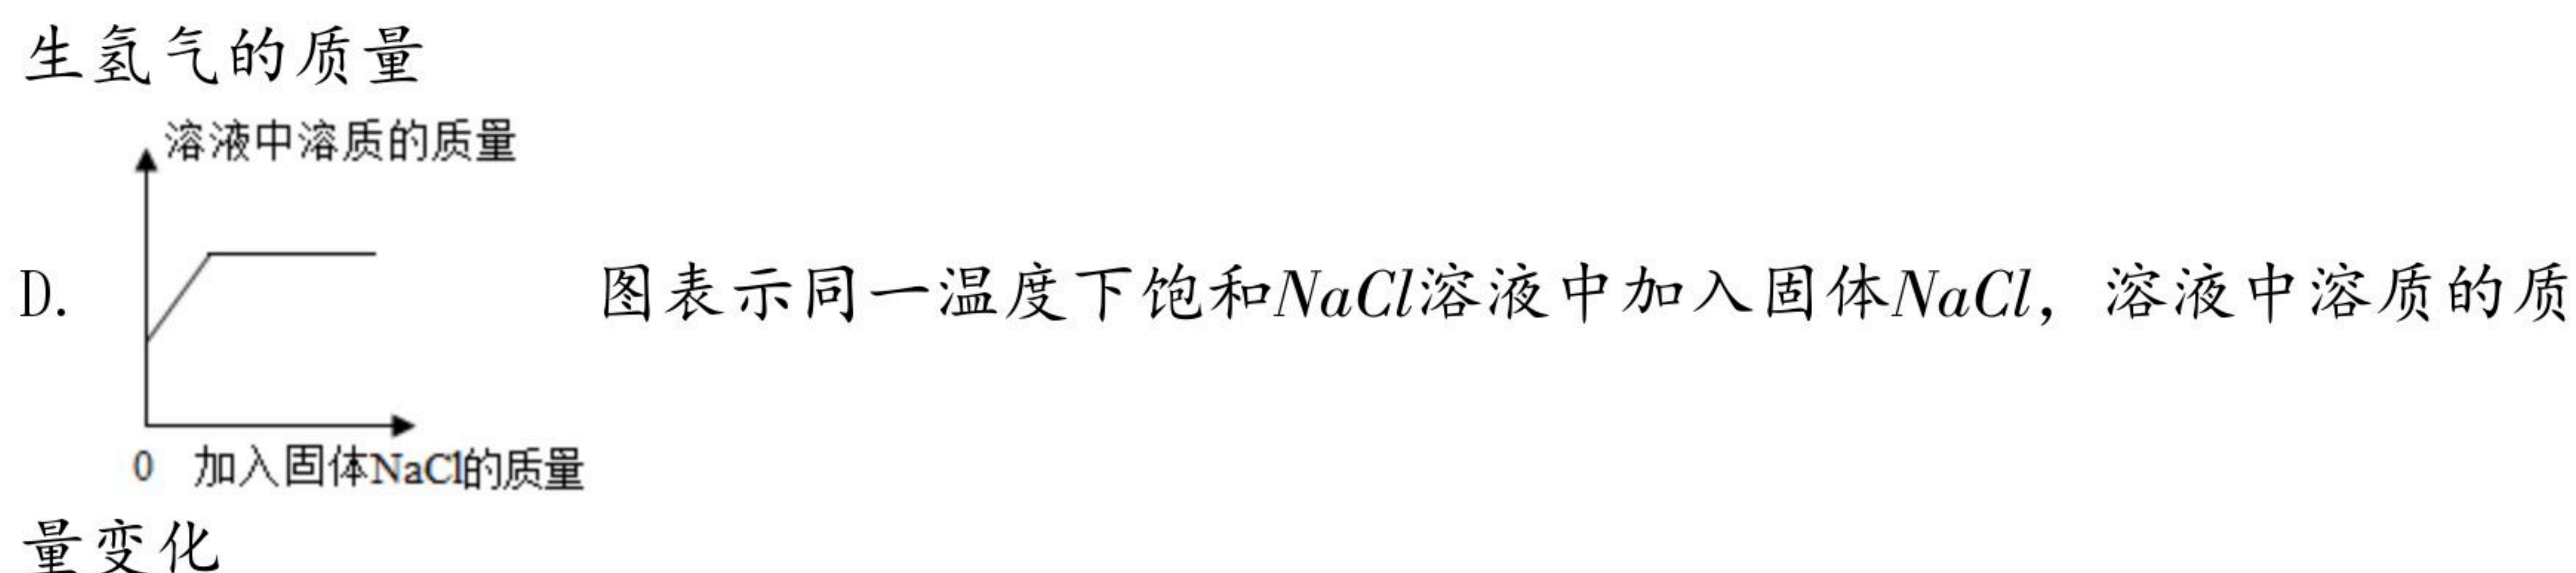 生氢气的质量
溶液中溶质的质量
D.
图表示同一温度下饱和NaCl溶液中加入固体NaCl，溶液中溶质的质
0 加入固体NaCl的质量
量变化